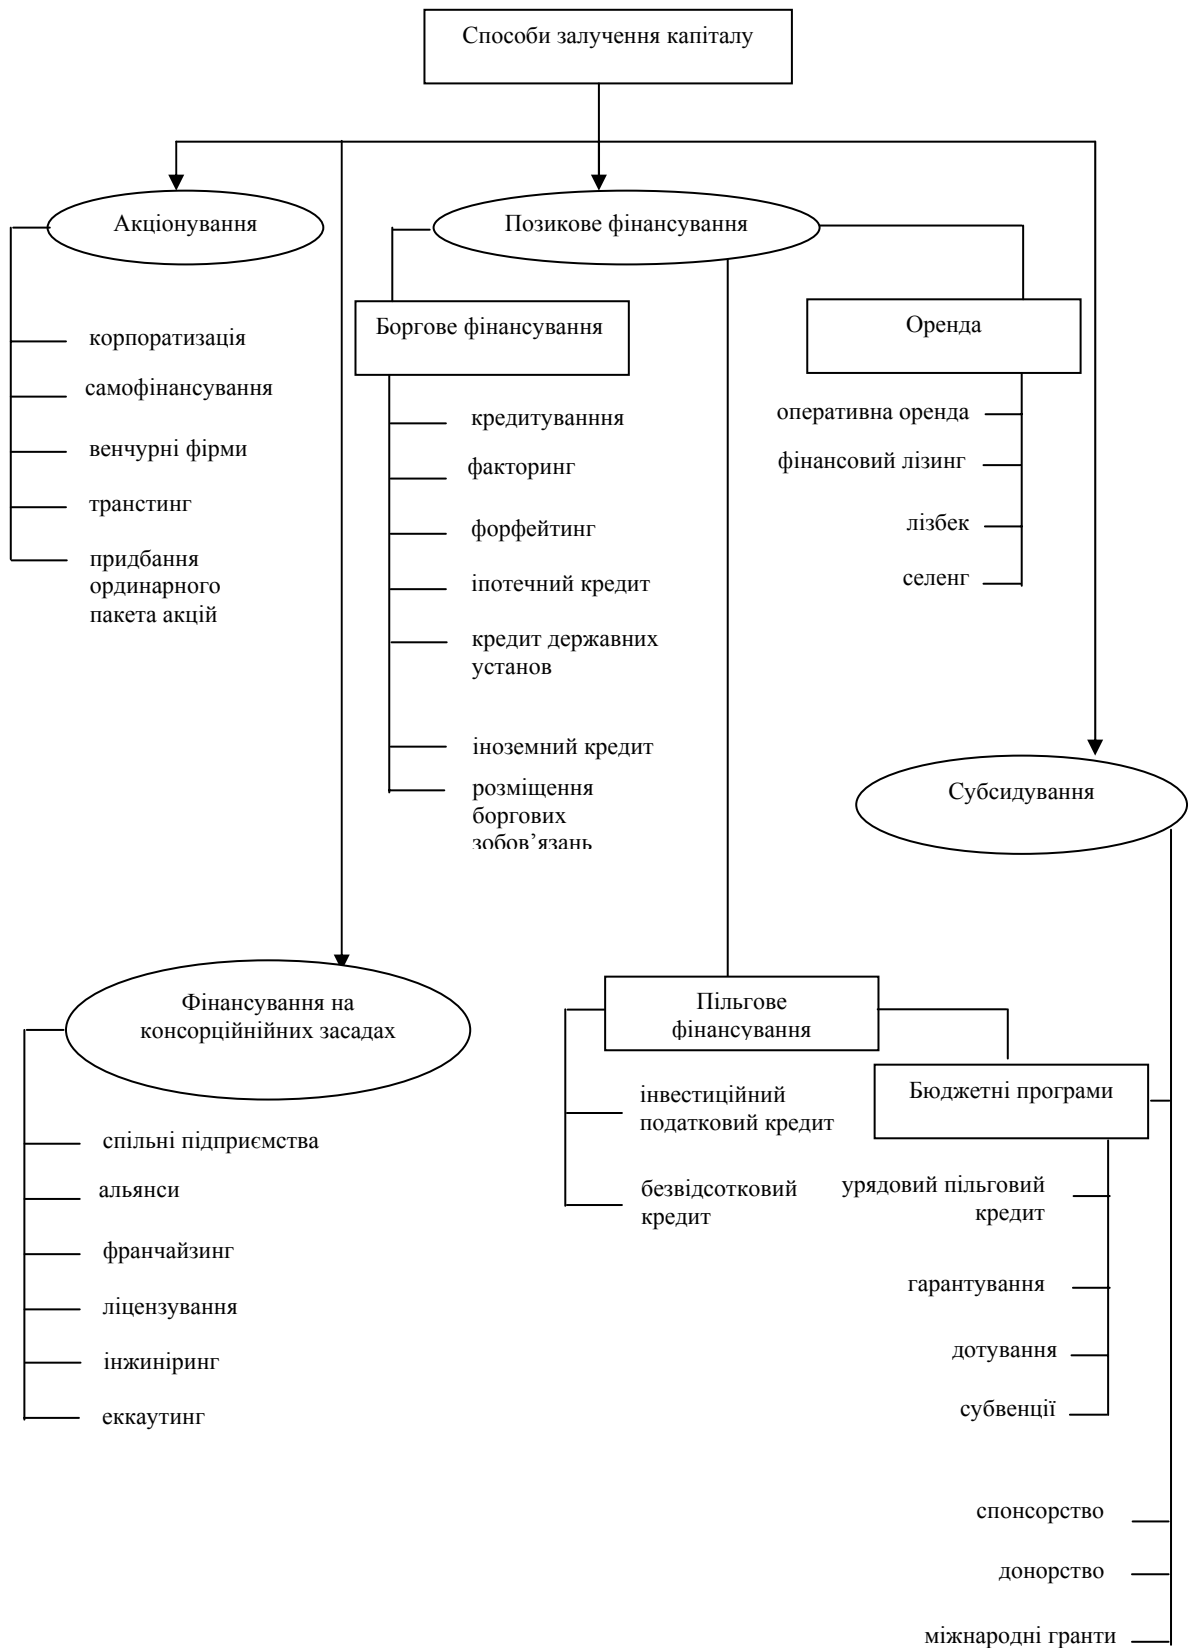 Способи залучення капіталу
Акціонування
корпоратизація
самофінансування
венчурні фірми
транстинг
придбання
ординарного
пакета акцій
Позикове фінансування
Боргове фінансування
кредитуванння
факторинг
форфейтинг
іпотечний кредит
кредит державних
установ
іноземний кредит
розміщення
боргових
зобов’язань
Оренда
оперативна оренда
фінансовий лізинг
лізбек
селенг
Субсидування
Фінансування на
консорційнійних засадах
спільні підприємства
альянси
франчайзинг
ліцензування
інжиніринг
еккаутинг
Пільгове
фінансування
інвестиційний
податковий кредит
безвідсотковий
кредит
Бюджетні програми
урядовий пільговий
кредит
гарантування
дотування
субвенції
спонсорство
донорство
міжнародні гранти